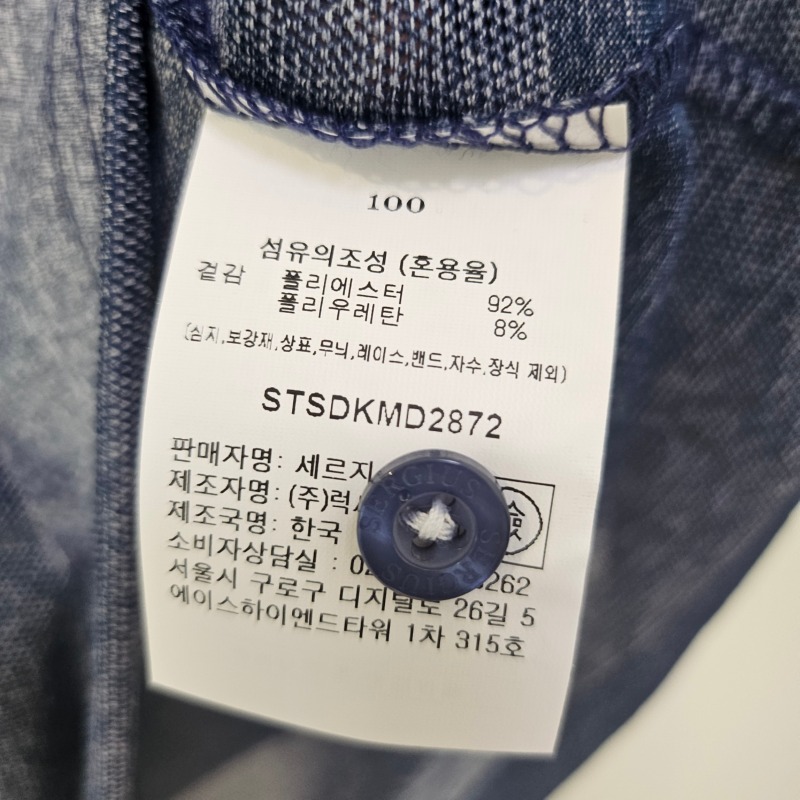 100
섬유의조성 (혼용율)
겉감 폴리에스터 92%
폴리우레탄 8%
(심지,보강재,상표,무늬,레이스,밴드,자수,장식 제외)
STSDKMD2872
판매자명: 세르지
제조자명: (주)럭
제조국명: 한국
소비자상담실 : 262
서울시 구로구 디지털로 26길 5
에이스하이엔드타워 1차 315호
SERGIUS
SERGIUS